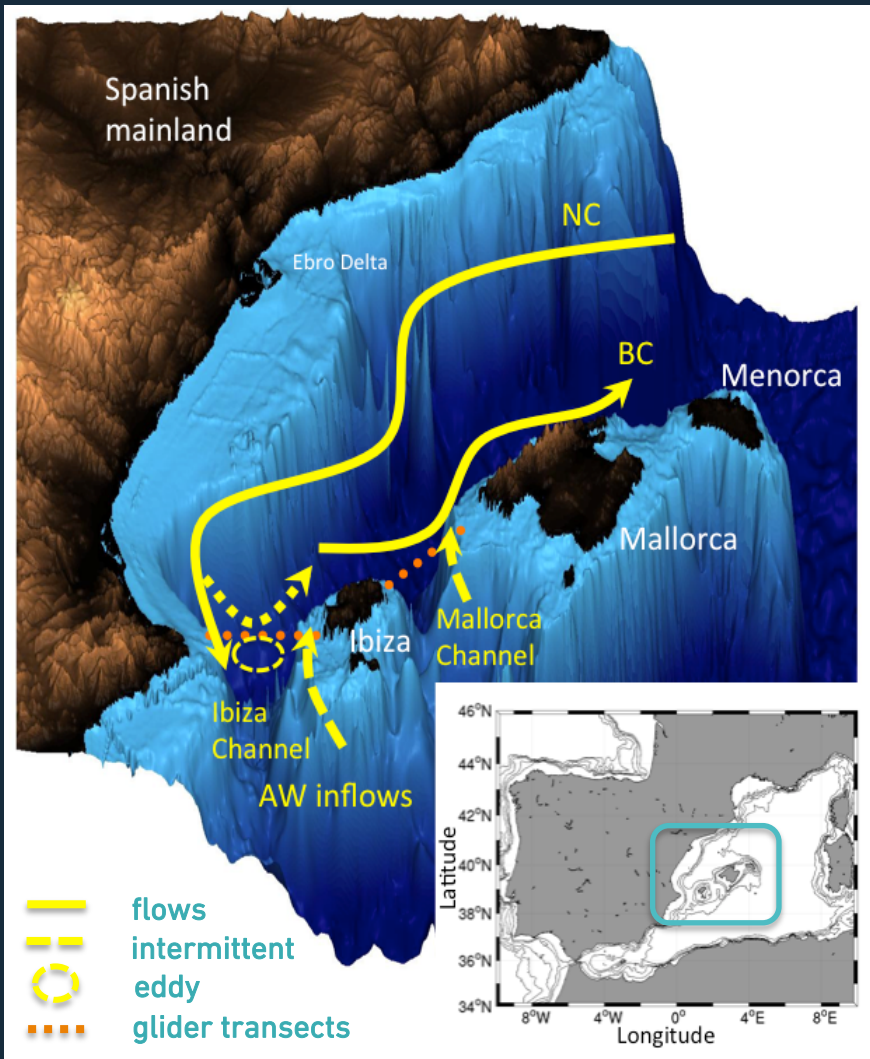 Spanish
mainland
NC
Ebro Delta
BC
Menorca
Mallorca
Mallorca
Channel
Ibiza
Ibiza
Channel
AW inflows
flows
intermittent
eddy
glider transects
46°N
44°N
42°N
40°N
38°N
36°N
34°N
Latitude
8°W
4°W
0°
4°E
8°E
Longitude